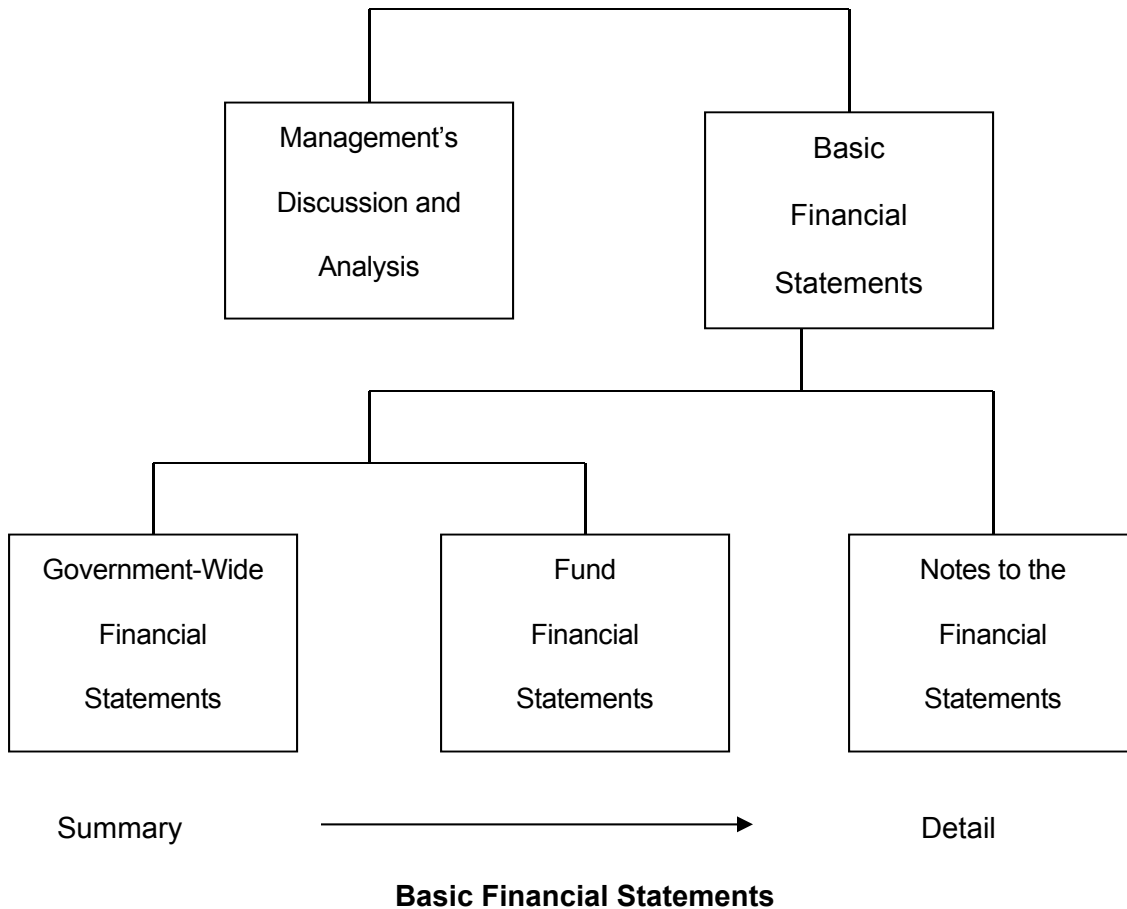 Management’s
Discussion and
Analysis
Basic
Financial
Statements
Government-Wide
Financial
Statements
Fund
Financial
Statements
Notes to the
Financial
Statements
Summary
Detail
Basic Financial Statements